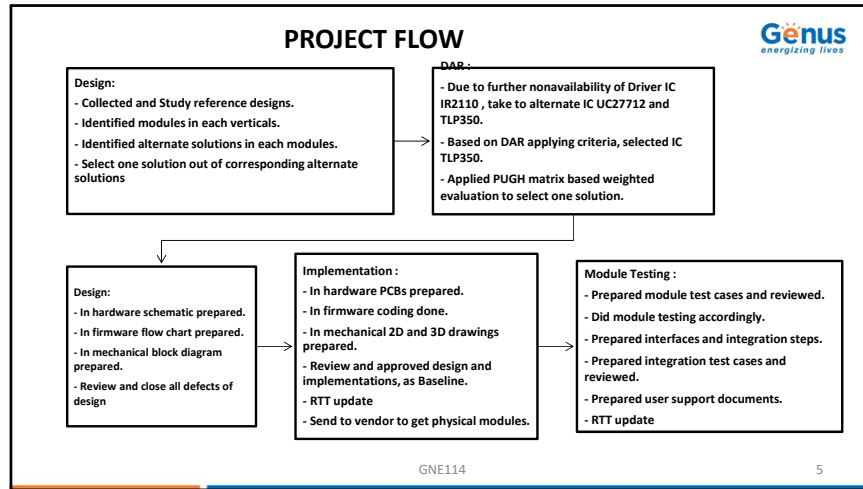 PROJECT FLOW
Genus
energizing lives
Design:
- Collected and Study reference designs.
- Identified modules in each verticals.
- Identified alternate solutions in each modules.
- Select one solution out of corresponding alternate
solutions
DAR :
- Due to further nonavailability of Driver IC
IR2110 , take to alternate IC UC27712 and
TLP350.
- Based on DAR applying criteria, selected IC
TLP350.
- Applied PUGH matrix based weighted
evaluation to select one solution.
Design:
- In hardware schematic prepared.
- In firmware flow chart prepared.
- In mechanical block diagram
prepared.
- Review and close all defects of
design
Implementation :
- In hardware PCBs prepared.
- In firmware coding done.
- In mechanical 2D and 3D drawings
prepared.
- Review and approved design and
implementations, as Baseline.
- RTT update
- Send to vendor to get physical modules.
Module Testing :
- Prepared module test cases and reviewed.
- Did module testing accordingly.
- Prepared interfaces and integration steps.
- Prepared integration test cases and
reviewed.
- Prepared user support documents.
- RTT update
GNE114
5